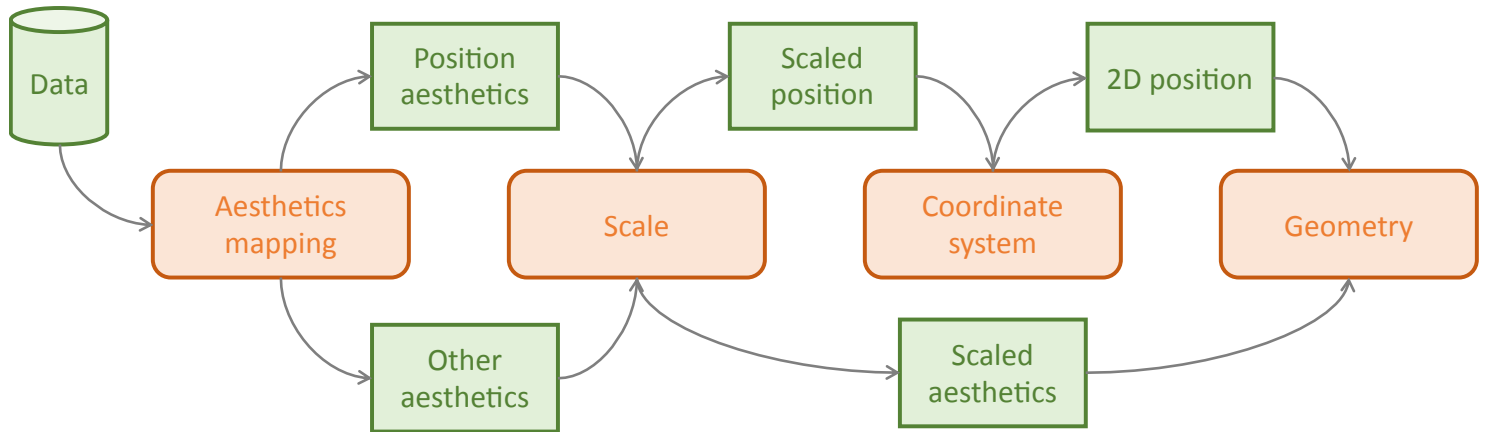 Data
Position
aesthetics
Scaled
position
2D position
Aesthetics
mapping
Scale
Coordinate
system
Geometry
Other
aesthetics
Scaled
aesthetics